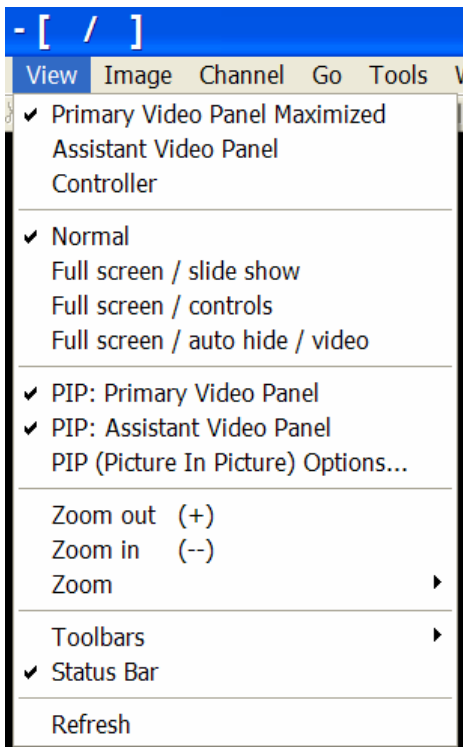 - [ / ]
View Image Channel Go Tools
Primary Video Panel Maximized
Assistant Video Panel
Controller
Normal
Full screen / slide show
Full screen / controls
Full screen / auto hide / video
PIP: Primary Video Panel
PIP: Assistant Video Panel
PIP (Picture In Picture) Options...
Zoom out (+)
Zoom in (--)
Zoom
Toolbars
Status Bar
Refresh